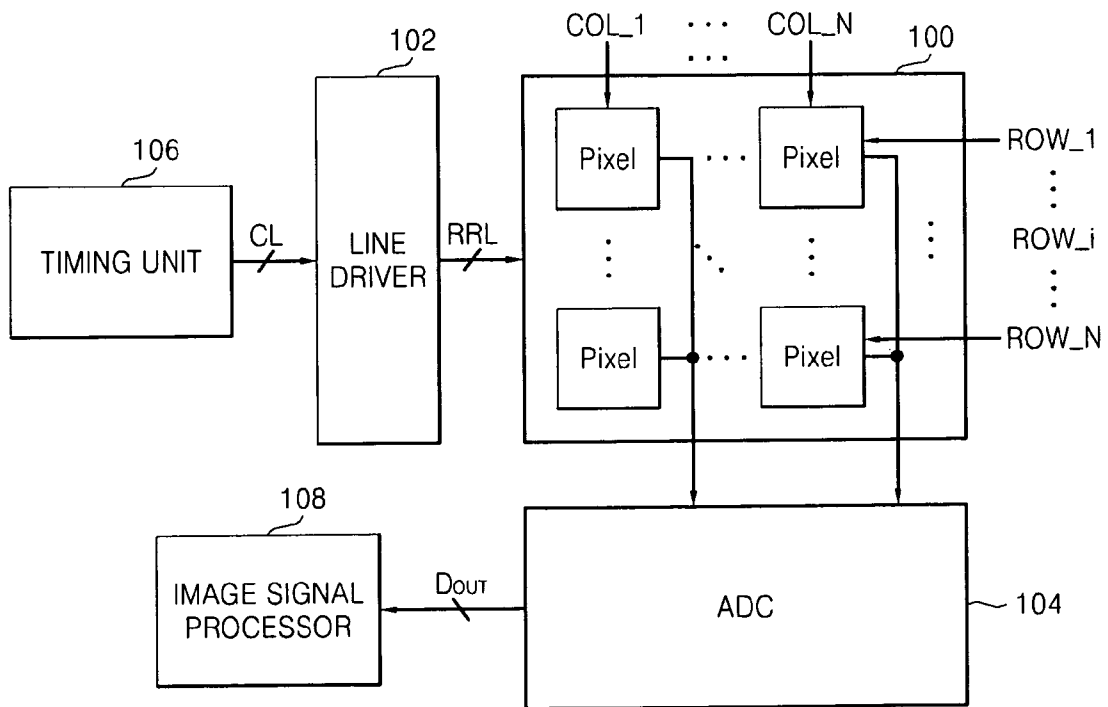 COL_1 ··· COL_N
···
102
100
106
Pixel ··· Pixel
ROW_1
TIMING UNIT
CL
LINE
DRIVER
RRL
ROW_i
Pixel ··· Pixel
ROW_N
108
IMAGE SIGNAL
PROCESSOR
DOUT
ADC
104